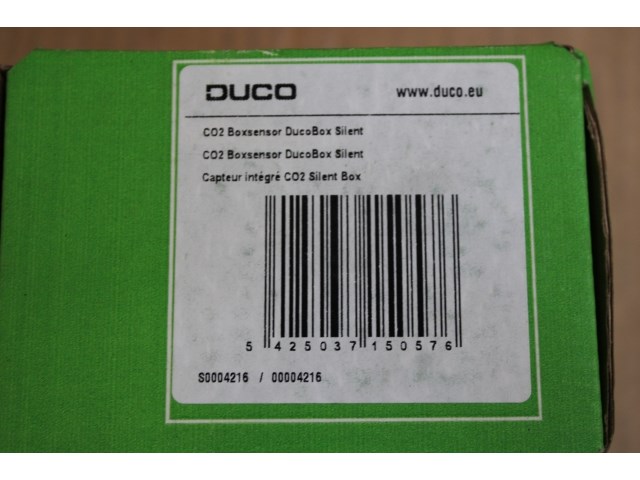 DUCO www.duco.eu
CO2 Boxsensor DucoBox Silent
CO2 Boxsensor DucoBox Silent
Capteur intégré CO2 Silent Box
5 425037 150576
S0004216 / 00004216